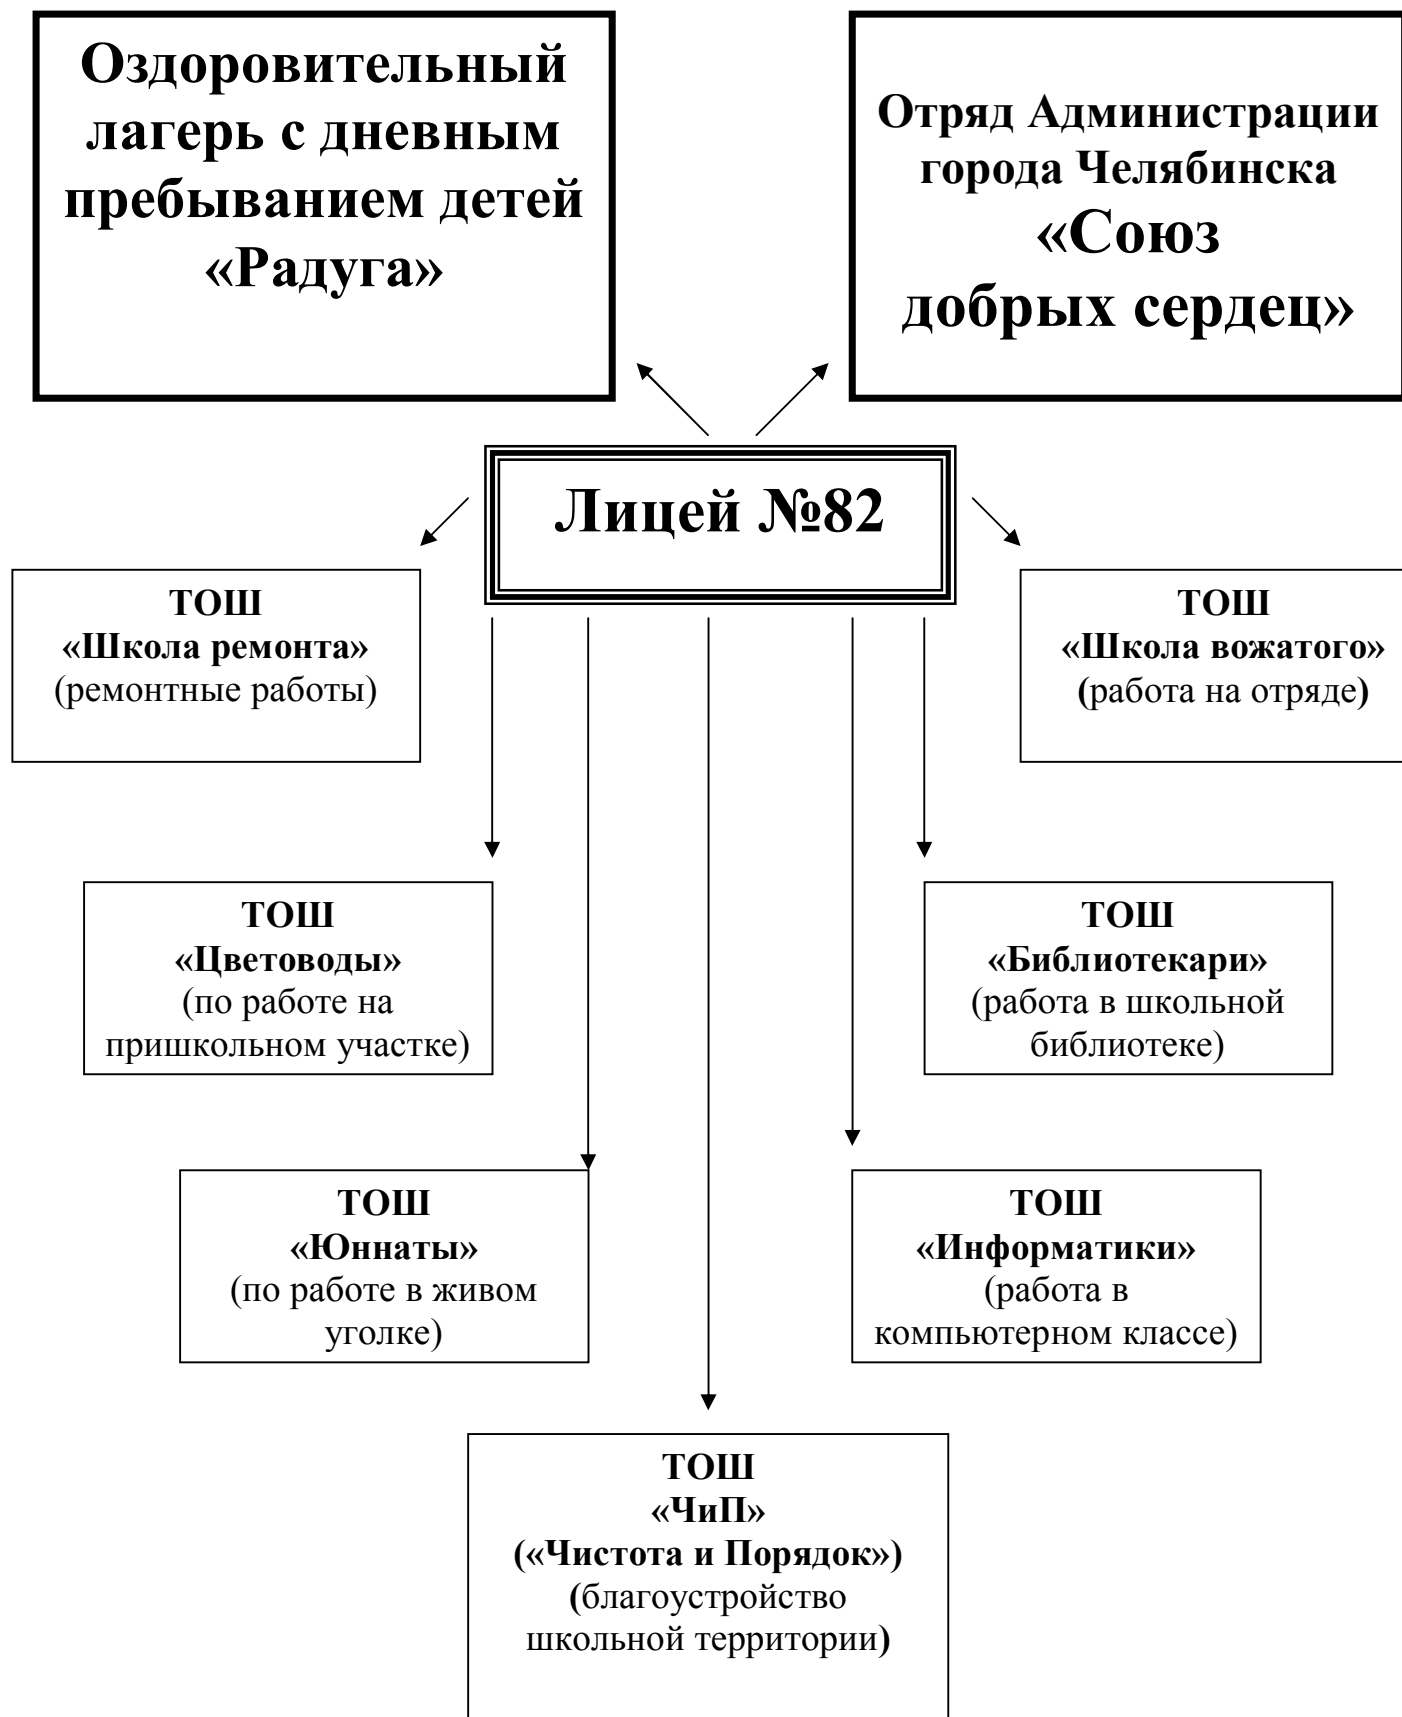 Оздоровительный
лагерь с дневным
пребыванием детей
«Радуга»
Отряд Администрации
города Челябинска
«Союз
добрых сердец»
Лицей №82
ТОШ
«Школа ремонта»
(ремонтные работы)
ТОШ
«Школа вожатого»
(работа на отряде)
ТОШ
«Цветоводы»
(по работе на
пришкольном участке)
ТОШ
«Библиотекари»
(работа в школьной
библиотеке)
ТОШ
«Юннаты»
(по работе в живом
уголке)
ТОШ
«Информатики»
(работа в
компьютерном классе)
ТОШ
«ЧиП»
(«Чистота и Порядок»)
(благоустройство
школьной территории)